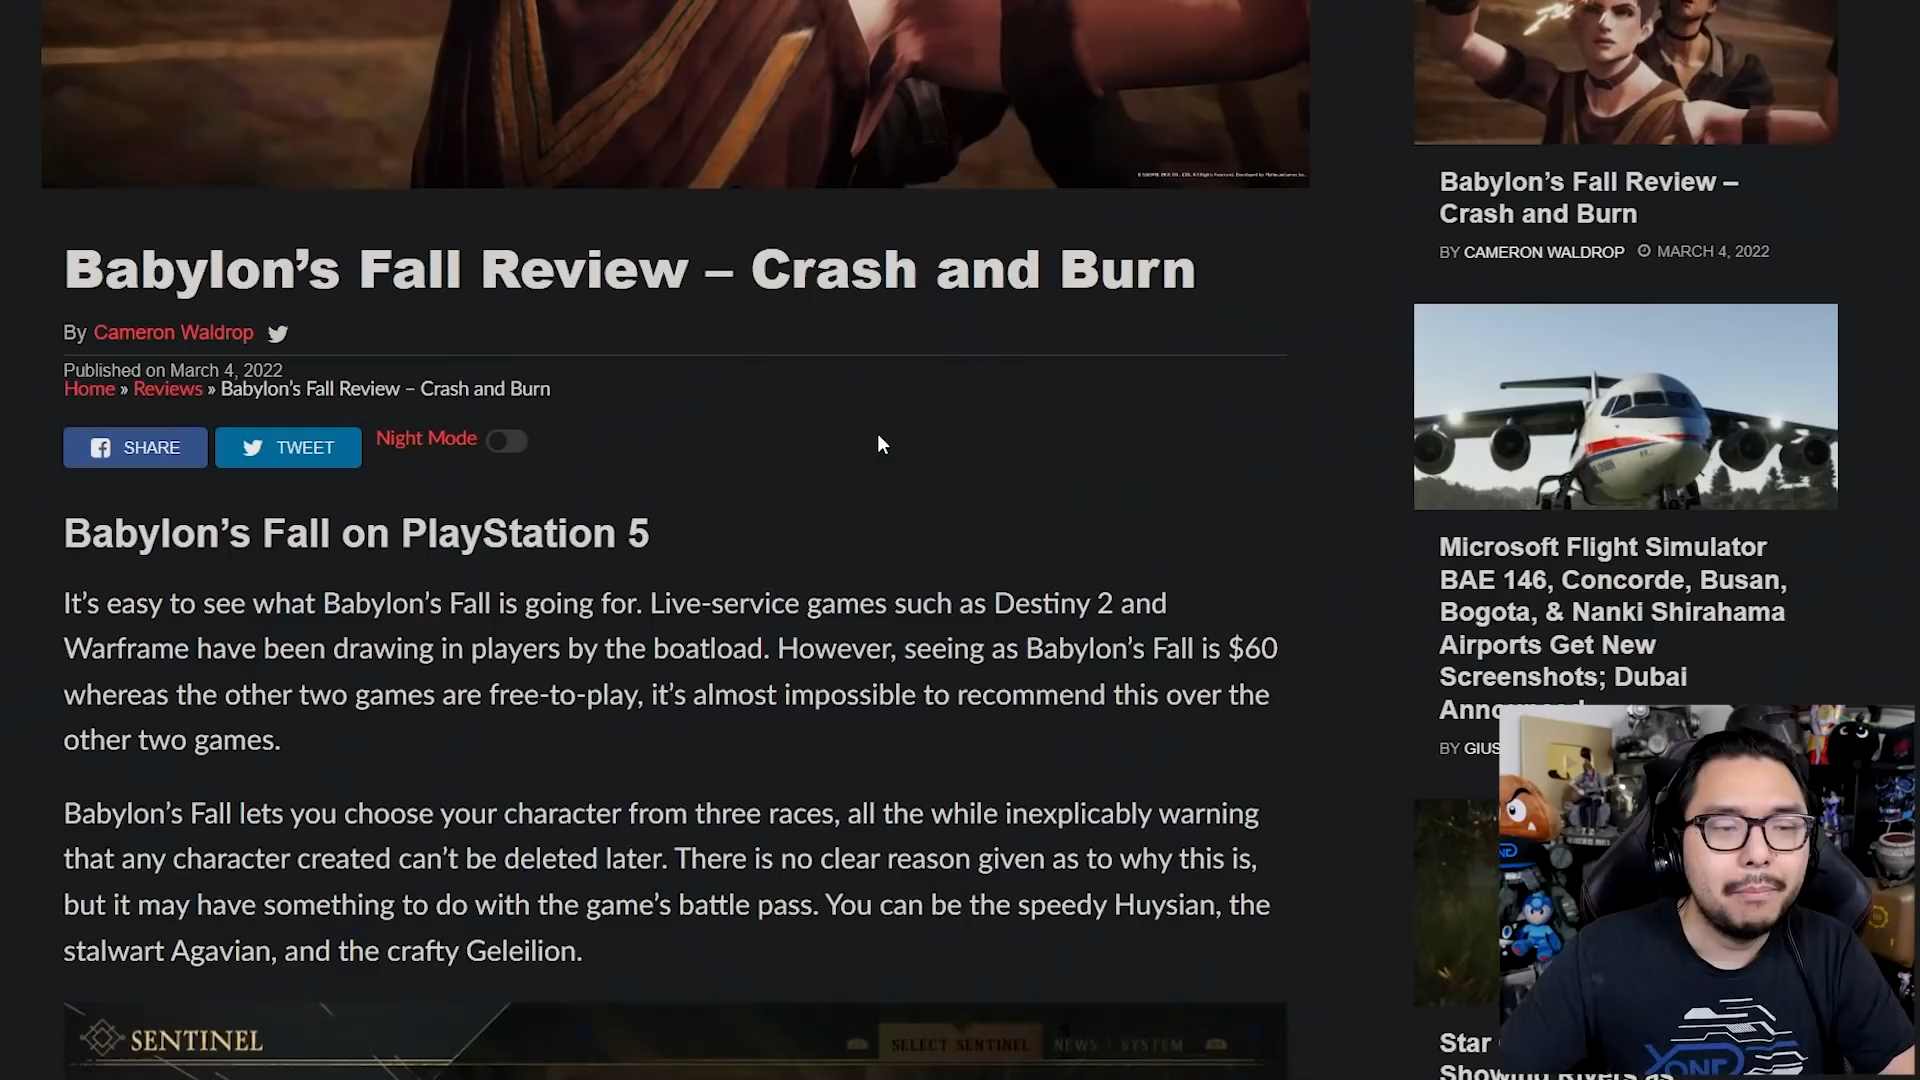 Babylon’s Fall Review – Crash and Burn
By Cameron Waldrop
Published on March 4, 2022
Home » Reviews » Babylon’s Fall Review – Crash and Burn
SHARE
TWEET
Night Mode
Babylon’s Fall on PlayStation 5
It’s easy to see what Babylon’s Fall is going for. Live-service games such as Destiny 2 and
Warframe have been drawing in players by the boatload. However, seeing as Babylon’s Fall is $60
whereas the other two games are free-to-play, it’s almost impossible to recommend this over the
other two games.
Babylon’s Fall lets you choose your character from three races, all the while inexplicably warning
that any character created can’t be deleted later. There is no clear reason given as to why this is,
but it may have something to do with the game’s battle pass. You can be the speedy Huysian, the
stalwart Agavian, and the crafty Geleilion.
SENTINEL
SELECT SENTINEL
NEWS
SYSTEM
Babylon’s Fall Review –
Crash and Burn
BY CAMERON WALDROP MARCH 4, 2022
Microsoft Flight Simulator
BAE 146, Concorde, Busan,
Bogota, & Nanki Shirahama
Airports Get New
Screenshots; Dubai
BY
Star